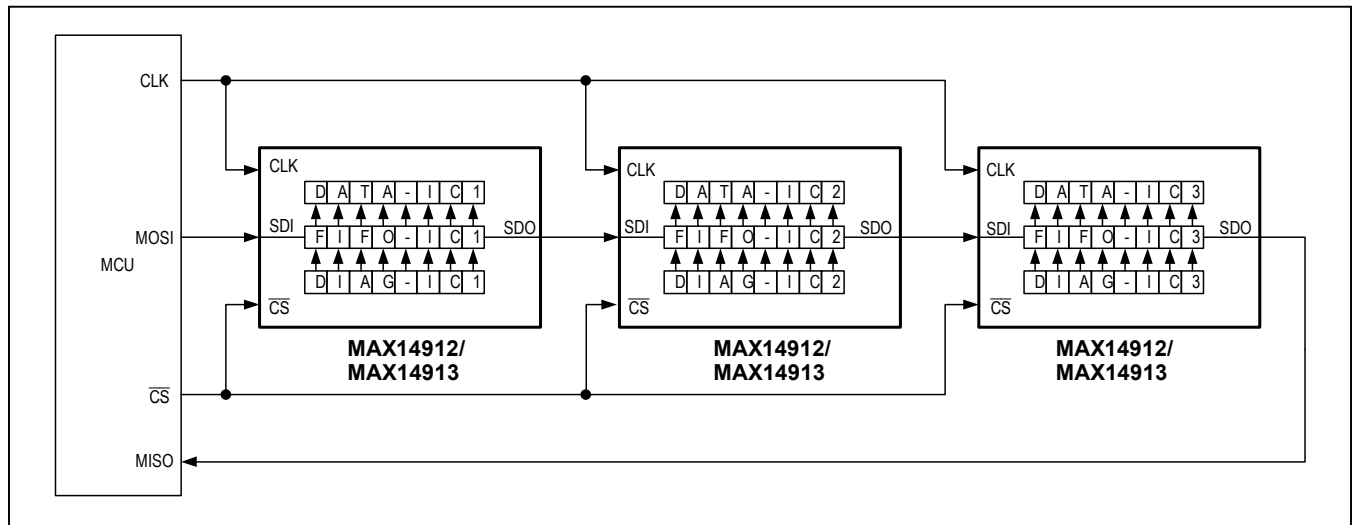 CLK
MOSI
MCU
CS
MISO
CLK
SDI
CS
SDO
DATA-IC1
FIFO-IC1
DIAG-IC1
MAX14912/
MAX14913
CLK
SDI
CS
SDO
DATA-IC2
FIFO-IC2
DIAG-IC2
MAX14912/
MAX14913
CLK
SDI
CS
SDO
DATA-IC3
FIFO-IC3
DIAG-IC3
MAX14912/
MAX14913